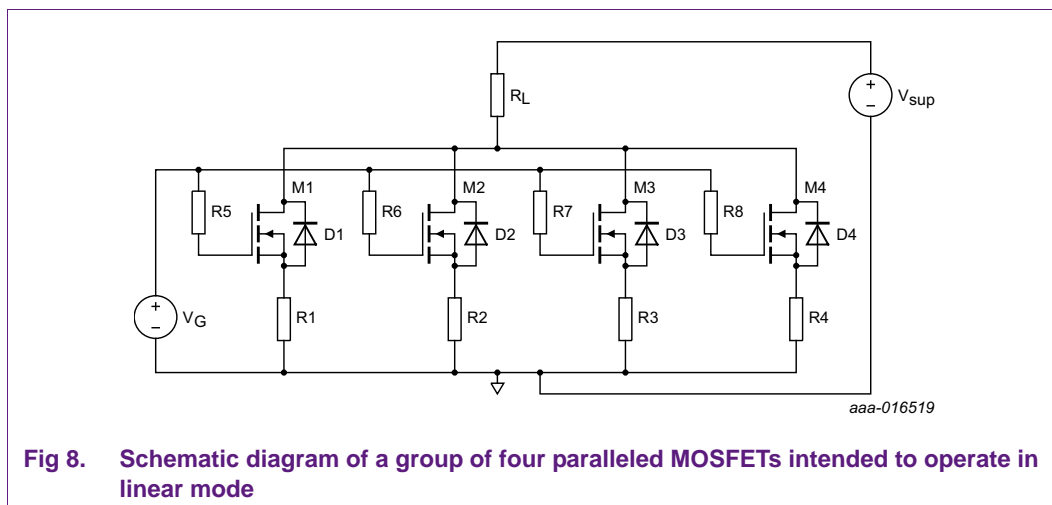 RL
Vsup
M1
M2
M3
M4
R5
R6
R7
R8
D1
D2
D3
D4
+
−
VG
R1
R2
R3
R4
+
−
aaa-016519
Fig 8. Schematic diagram of a group of four paralleled MOSFETs intended to operate in
linear mode